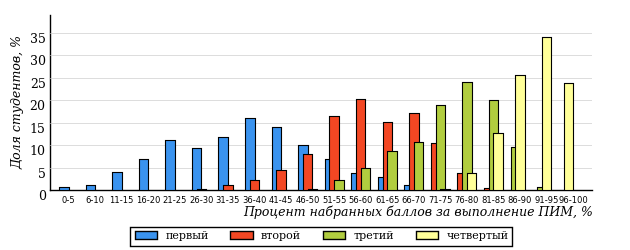 Доля студентов, %
35
30
25
20
15
10
5
0
0-5 6-10 11-15 16-20 21-25 26-30 31-35 36-40 41-45 46-50 51-55 56-60 61-65 66-70 71-75 76-80 81-85 86-90 91-95 96-100
Процент набранных баллов за выполнение ПИМ, %
первый второй третий четвертый